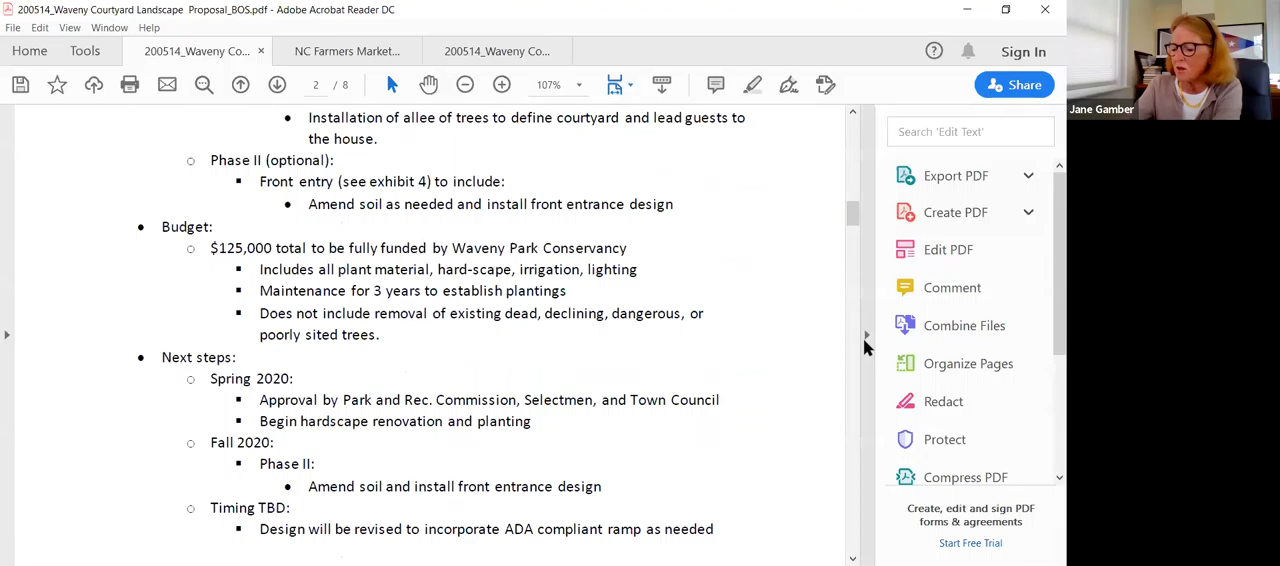 200514_Waveny Courtyard Landscape Proposal_BOS.pdf - Adobe Acrobat Reader DC
File Edit View Window Help
Home Tools 200514_Waveny Co... × NC Farmers Market... 200514_Waveny Co... Sign In
2 / 8 107% Share
Jane Gamber
• Installation of allee of trees to define courtyard and lead guests to
the house.
○ Phase II (optional):
▪ Front entry (see exhibit 4) to include:
• Amend soil as needed and install front entrance design
• Budget:
○ $125,000 total to be fully funded by Waveny Park Conservancy
▪ Includes all plant material, hard-scape, irrigation, lighting
▪ Maintenance for 3 years to establish plantings
▪ Does not include removal of existing dead, declining, dangerous, or
poorly sited trees.
• Next steps:
○ Spring 2020:
▪ Approval by Park and Rec. Commission, Selectmen, and Town Council
▪ Begin hardscape renovation and planting
○ Fall 2020:
▪ Phase II:
• Amend soil and install front entrance design
○ Timing TBD:
▪ Design will be revised to incorporate ADA compliant ramp as needed
Search 'Edit Text'
Export PDF
Create PDF
Edit PDF
Comment
Combine Files
Organize Pages
Redact
Protect
Compress PDF
Create, edit and sign PDF
forms & agreements
Start Free Trial